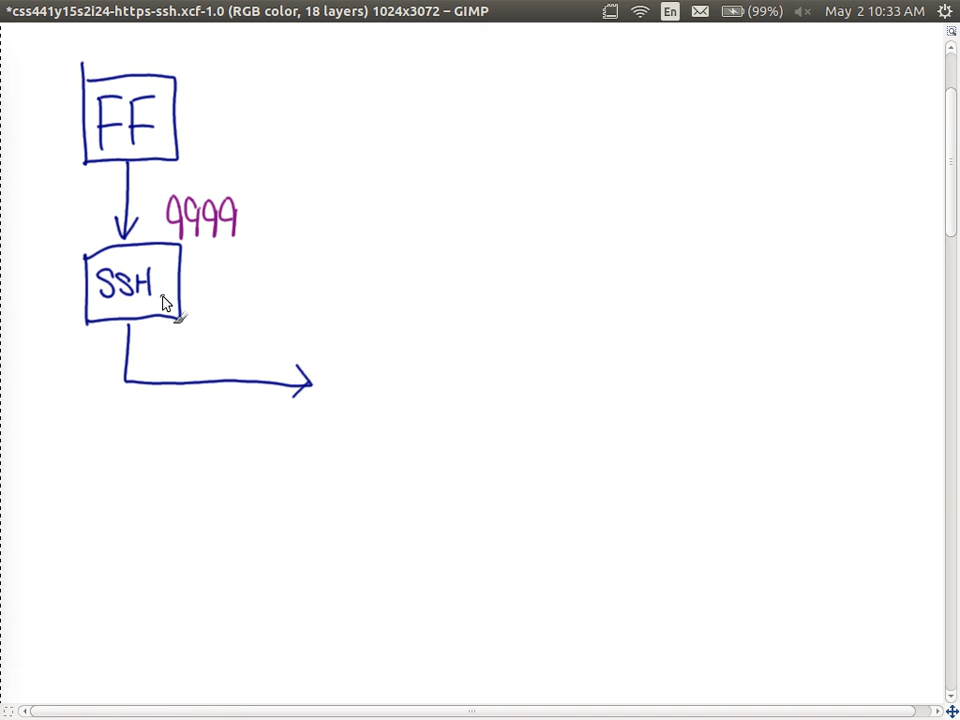 *css441y15s2i24-https-ssh.xcf-1.0 (RGB color, 18 layers) 1024x3072 – GIMP En (99%) May 2 10:33 AM
FF
9999
SSH